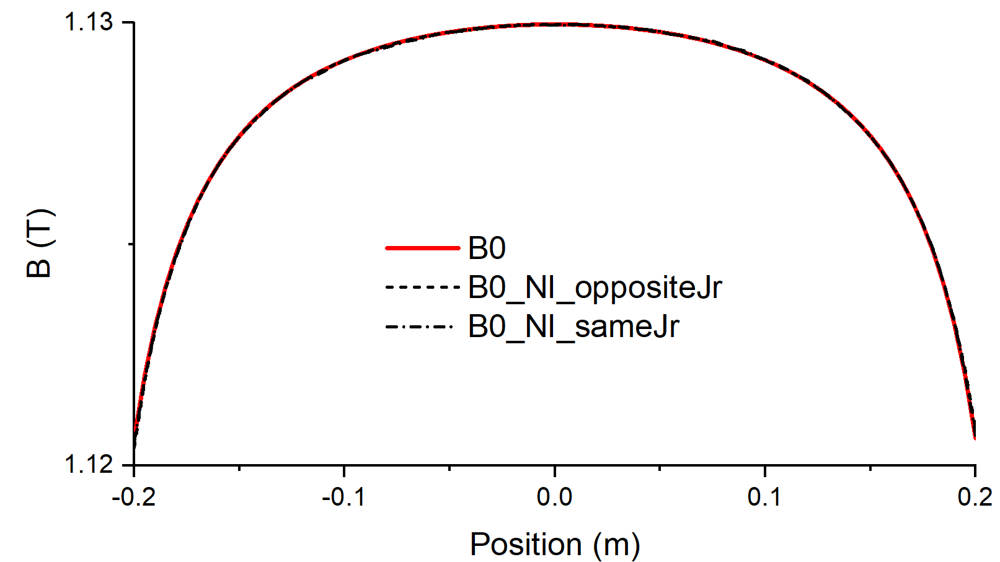 1.13
B (T)
B0
B0_NI_oppositeJr
B0_NI_sameJr
1.12
-0.2
-0.1
0.0
0.1
0.2
Position (m)